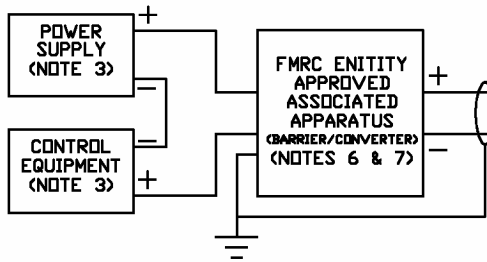 POWER
SUPPLY
(NOTE 3)
+
−
CONTROL
EQUIPMENT
(NOTE 3)
−
+
FMRC ENITITY
APPROVED
ASSOCIATED
APPARATUS
(BARRIER/CONVERTER)
(NOTES 6 & 7)
+
−